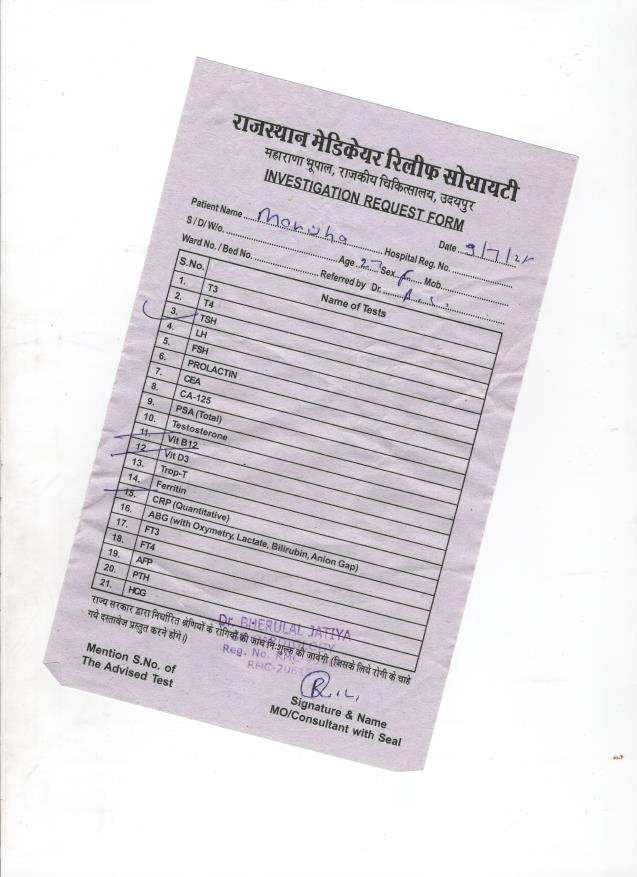 राजस्थान मेडिकेयर रिलीफ सोसायटी
महाराणा भूपाल, राजकीय चिकित्सालय, उदयपुर
INVESTIGATION REQUEST FORM
Date 9/7/21
Patient Name Manisha Hospital Reg. No.
S / D/ W/o. Age 27 Sex F Mob.
Ward No. / Bed No. Referred by Dr. R.L.
S.No. Name of Tests
1. T3
2. T4
3. TSH
4. LH
5. FSH
6. PROLACTIN
7. CEA
8. CA-125
9. PSA (Total)
10. Testosterone
11. Vit B12
12 Vit D3
13. Trop-T
14. Ferritin
15. CRP (Quantitative)
16. ABG (with Oxymetry, Lactate, Bilirubin, Anion Gap)
17. FT3
18. FT4
19. AFP
20. PTH
21. HCG
राज्य सरकार द्वारा निर्धारित श्रेणियों के रोगियों की जांच निःशुल्क की जावेगी (जिसके लिये रोगी के चाहे
गये दस्तावेज प्रस्तुत करने होंगे।)
Dr. BHERULAL JATIYA
Reg. No. RMC
Mention S.No. of
The Advised Test
R.L.
Signature & Name
MO/Consultant with Seal